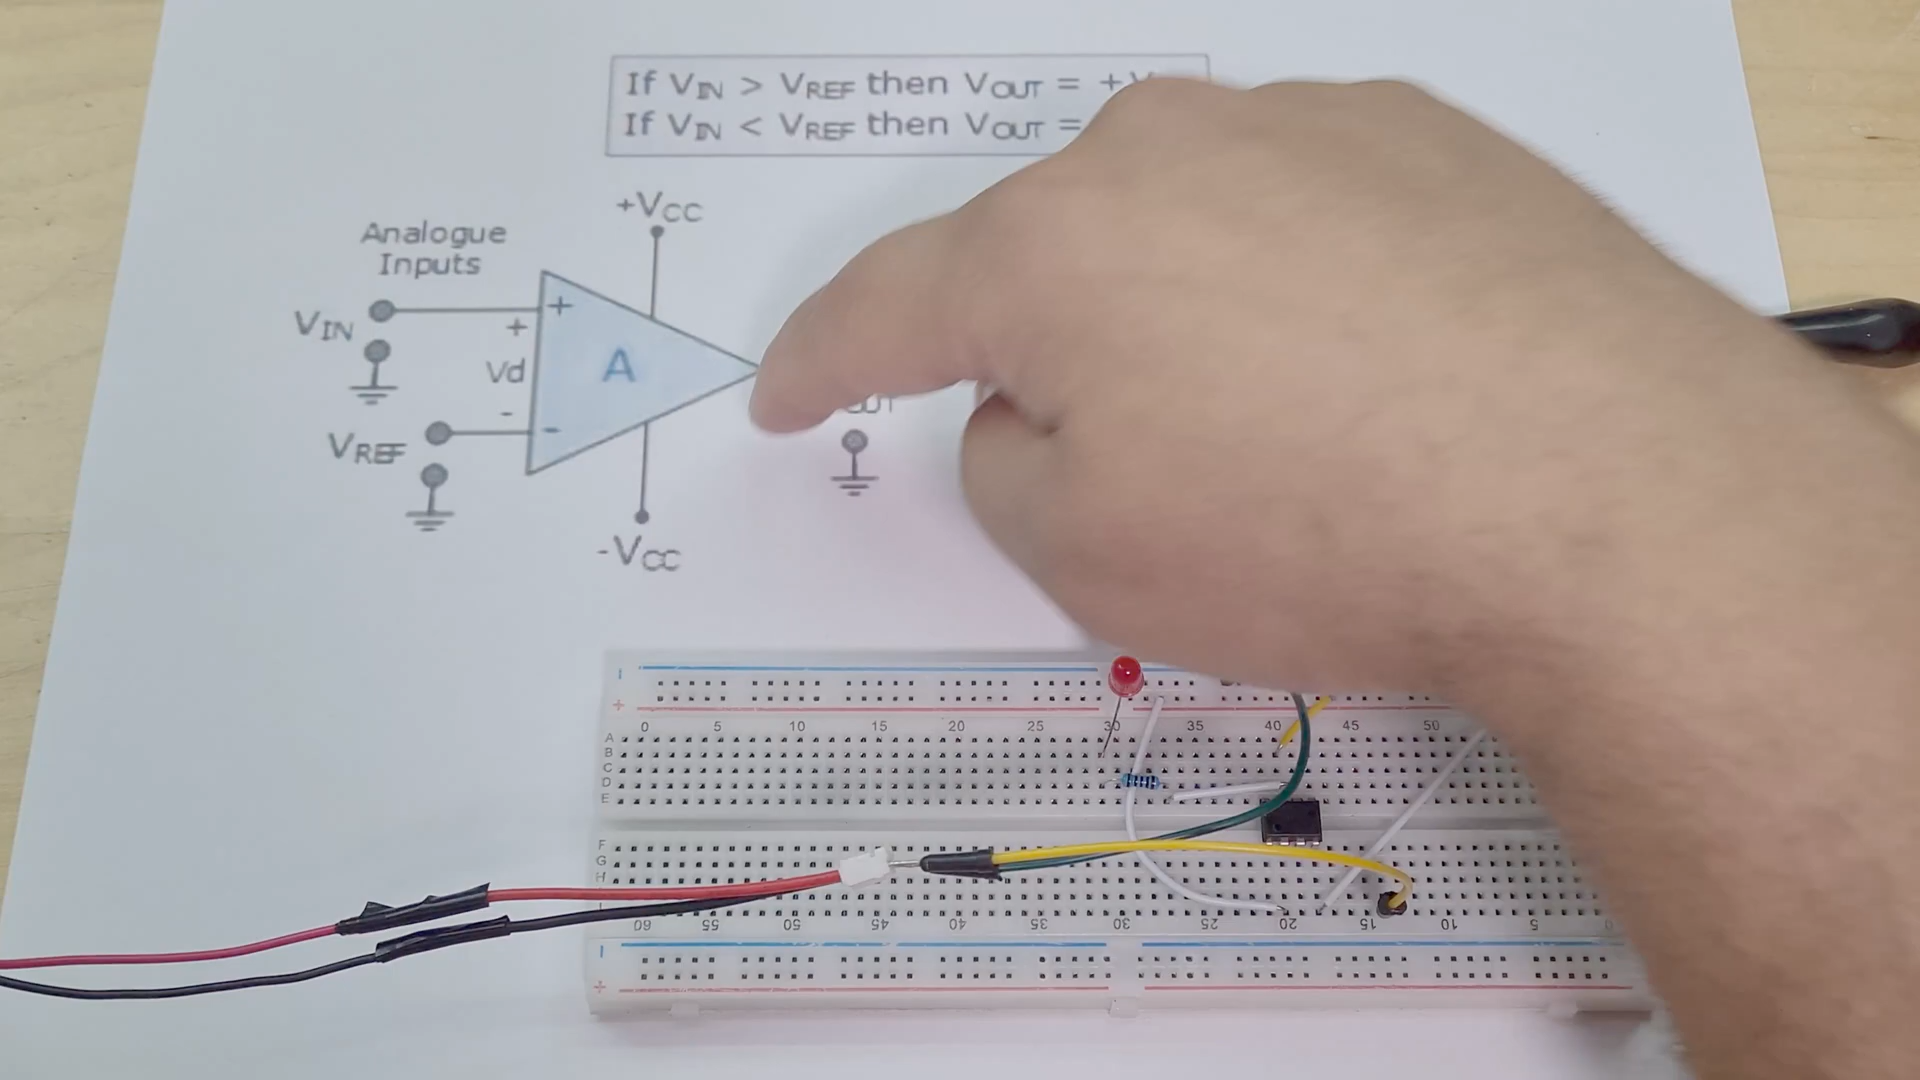 If VIN > VREF then VOUT = +V
If VIN < VREF then VOUT =
+VCC
Analogue
Inputs
+
VIN
+
A
Vd
-
-
VREF
OUT
-VCC
-
+
0 5 10 15 20 25 30 35 40 45 50
A
B
C
D
E
F
G
H
60 55 50 45 40 35 30 25 20 15 10 5 0
-
+